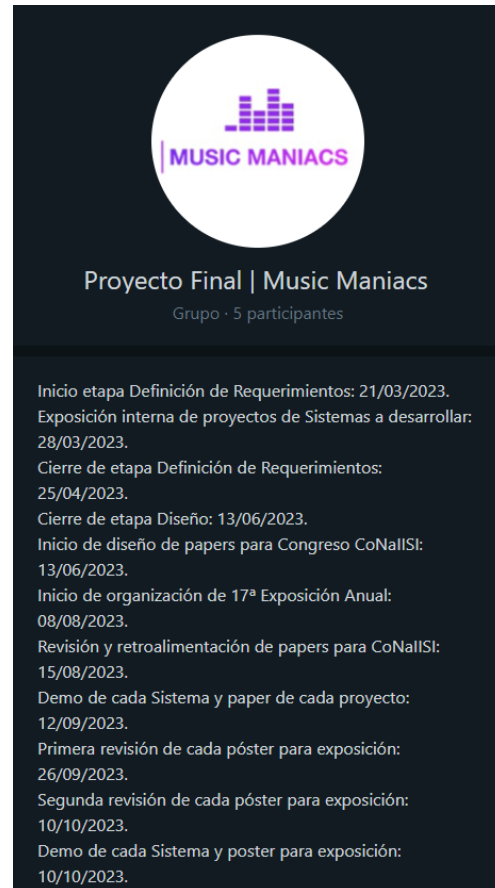 MUSIC MANIACS
Proyecto Final | Music Maniacs
Grupo · 5 participantes
Inicio etapa Definición de Requerimientos: 21/03/2023.
Exposición interna de proyectos de Sistemas a desarrollar:
28/03/2023.
Cierre de etapa Definición de Requerimientos:
25/04/2023.
Cierre de etapa Diseño: 13/06/2023.
Inicio de diseño de papers para Congreso CoNaIISI:
13/06/2023.
Inicio de organización de 17ª Exposición Anual:
08/08/2023.
Revisión y retroalimentación de papers para CoNaIISI:
15/08/2023.
Demo de cada Sistema y paper de cada proyecto:
12/09/2023.
Primera revisión de cada póster para exposición:
26/09/2023.
Segunda revisión de cada póster para exposición:
10/10/2023.
Demo de cada Sistema y poster para exposición:
10/10/2023.